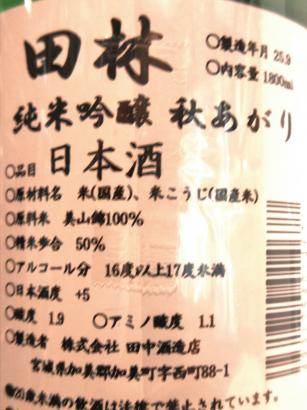 田林
○製造年月 25.9
○内容量 1800ml
純米吟醸 秋あがり
○品目 日本酒
○原材料名 米(国産)、米こうじ(国産米)
○原料米 美山錦100%
○精米歩合 50%
○アルコール分 16度以上17度未満
○日本酒度 +5
○酸度 1.9 ○アミノ酸度 1.1
○製造者 株式会社 田中酒造店
宮城県加美郡加美町字西町88-1
歳未満の飲酒は法律で禁止されています。